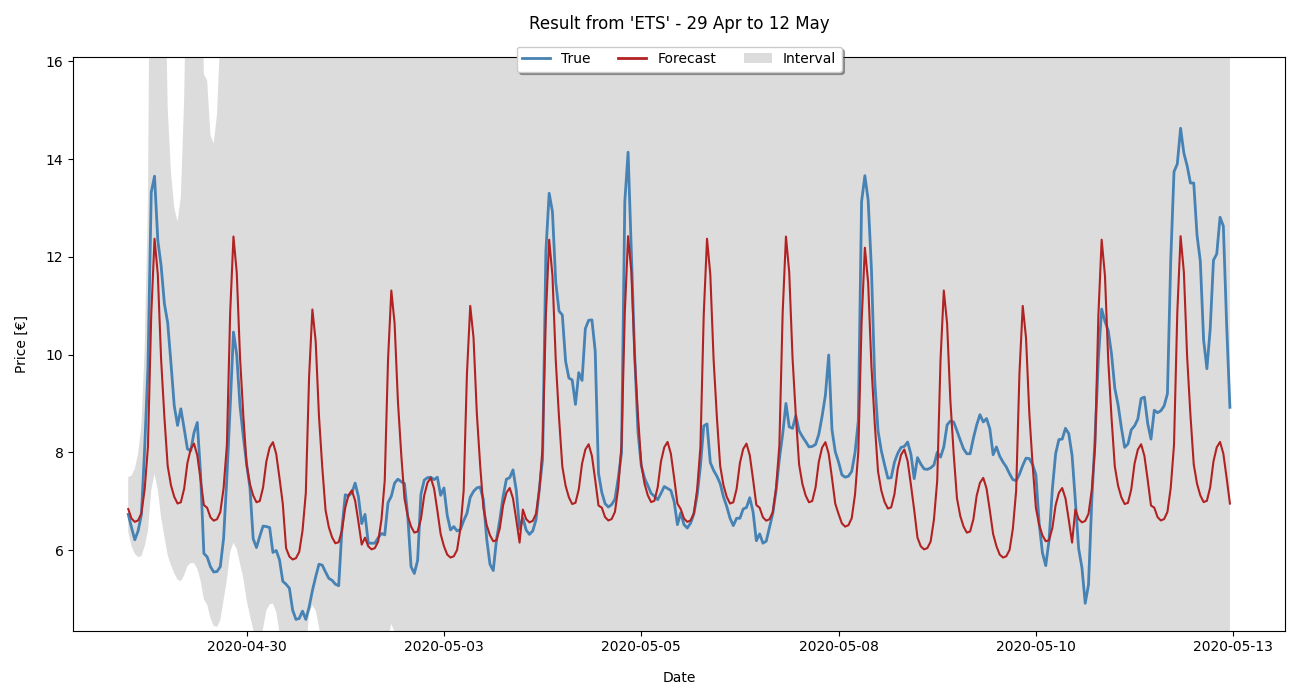 Result from 'ETS' - 29 Apr to 12 May
True Forecast Interval
16
14
12
10
8
6
Price [€]
2020-04-30 2020-05-03 2020-05-05 2020-05-08 2020-05-10 2020-05-13
Date